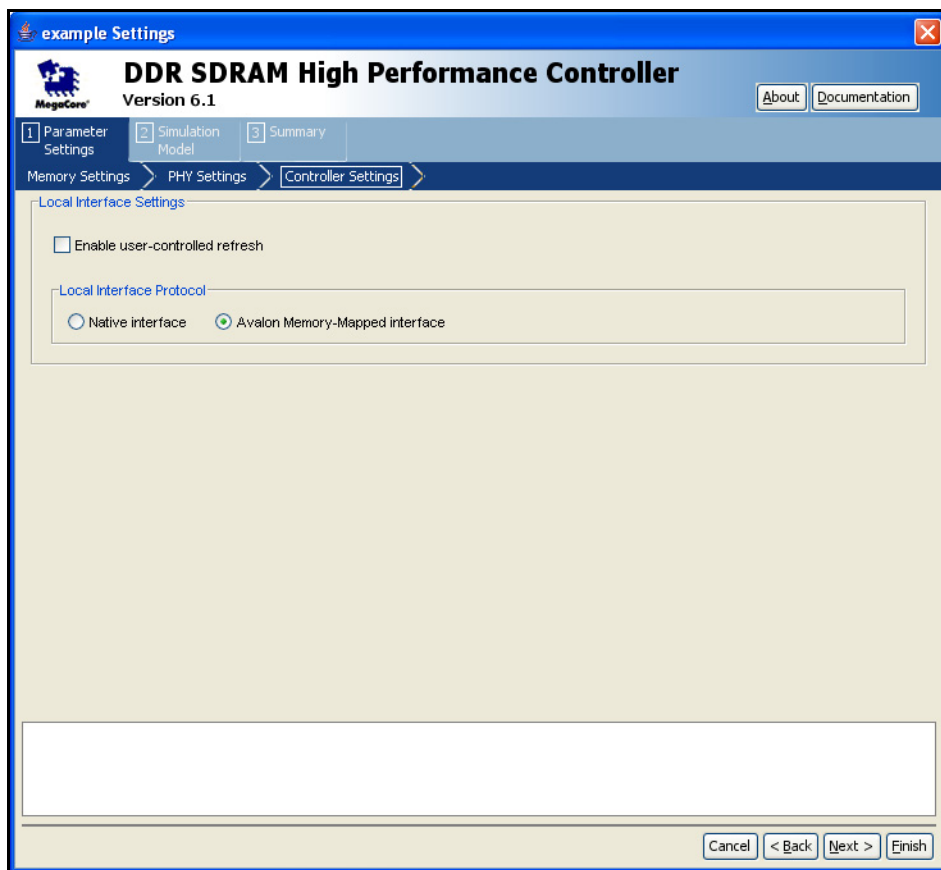 example Settings
DDR SDRAM High Performance Controller
MegaCore®
Version 6.1
About Documentation
1 Parameter Settings
2 Simulation Model
3 Summary
Memory Settings PHY Settings Controller Settings
Local Interface Settings
Enable user-controlled refresh
Local Interface Protocol
Native interface Avalon Memory-Mapped interface
Cancel < Back Next > Finish